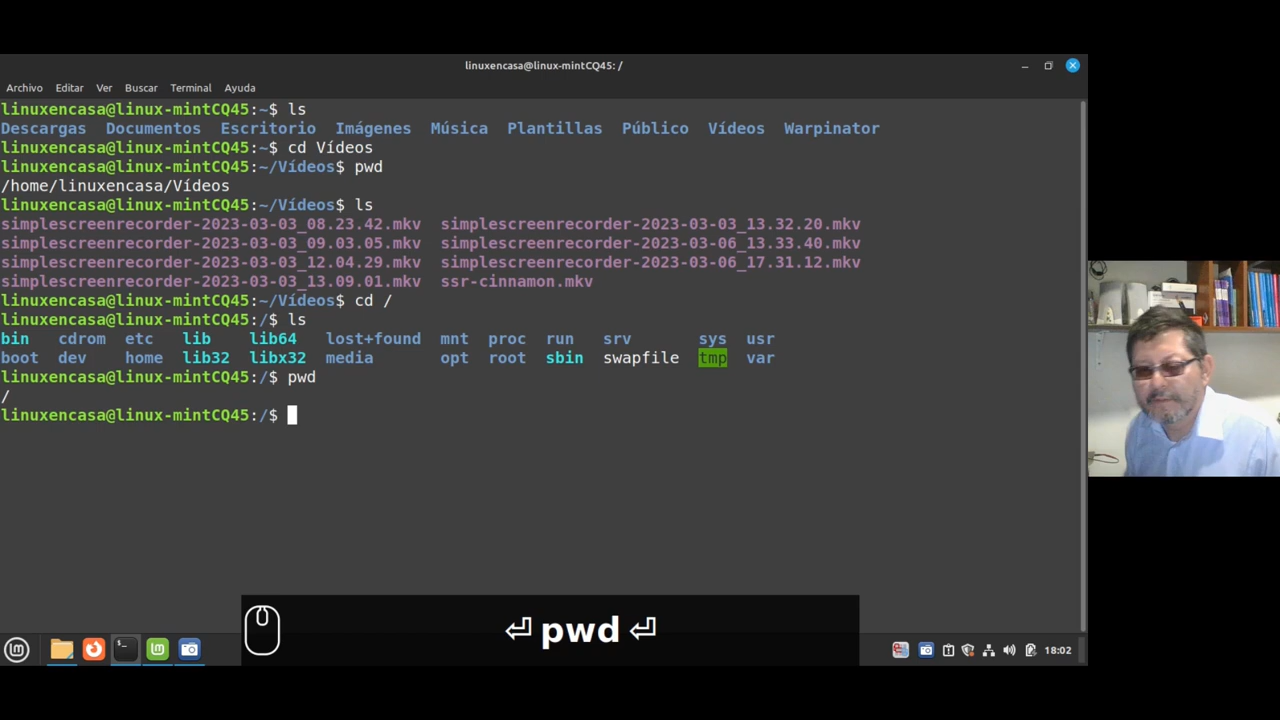 linuxencasa@linux-mintCQ45: /
Archivo Editar Ver Buscar Terminal Ayuda
linuxencasa@linux-mintCQ45:~$ ls
Descargas Documentos Escritorio Imágenes Música Plantillas Público Vídeos Warpinator
linuxencasa@linux-mintCQ45:~$ cd Vídeos
linuxencasa@linux-mintCQ45:~/Vídeos$ pwd
/home/linuxencasa/Vídeos
linuxencasa@linux-mintCQ45:~/Vídeos$ ls
simplescreenrecorder-2023-03-03_08.23.42.mkv simplescreenrecorder-2023-03-03_13.32.20.mkv
simplescreenrecorder-2023-03-03_09.03.05.mkv simplescreenrecorder-2023-03-06_13.33.40.mkv
simplescreenrecorder-2023-03-03_12.04.29.mkv simplescreenrecorder-2023-03-06_17.31.12.mkv
simplescreenrecorder-2023-03-03_13.09.01.mkv ssr-cinnamon.mkv
linuxencasa@linux-mintCQ45:~/Vídeos$ cd /
linuxencasa@linux-mintCQ45:/$ ls
bin cdrom etc lib lib64 lost+found mnt proc run srv sys usr
boot dev home lib32 libx32 media opt root sbin swapfile tmp var
linuxencasa@linux-mintCQ45:/$ pwd
/
linuxencasa@linux-mintCQ45:/$
⏎ pwd ⏎
18:02